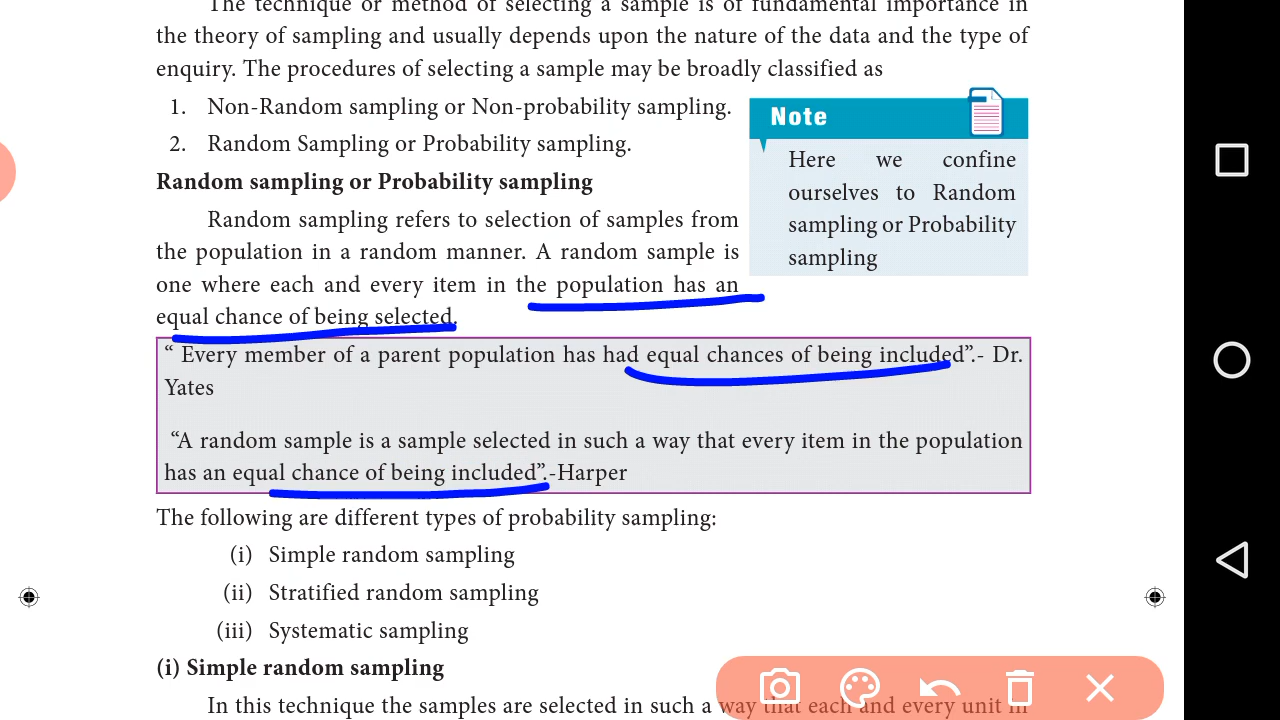 The technique or method of selecting a sample is of fundamental importance in
the theory of sampling and usually depends upon the nature of the data and the type of
enquiry. The procedures of selecting a sample may be broadly classified as
1. Non-Random sampling or Non-probability sampling.
2. Random Sampling or Probability sampling.
Note
Here we confine
ourselves to Random
sampling or Probability
sampling
Random sampling or Probability sampling
Random sampling refers to selection of samples from
the population in a random manner. A random sample is
one where each and every item in the population has an
equal chance of being selected.
“ Every member of a parent population has had equal chances of being included”.- Dr.
Yates
“A random sample is a sample selected in such a way that every item in the population
has an equal chance of being included”.-Harper
The following are different types of probability sampling:
(i) Simple random sampling
(ii) Stratified random sampling
(iii) Systematic sampling
(i) Simple random sampling
In this technique the samples are selected in such a way that each and every unit in